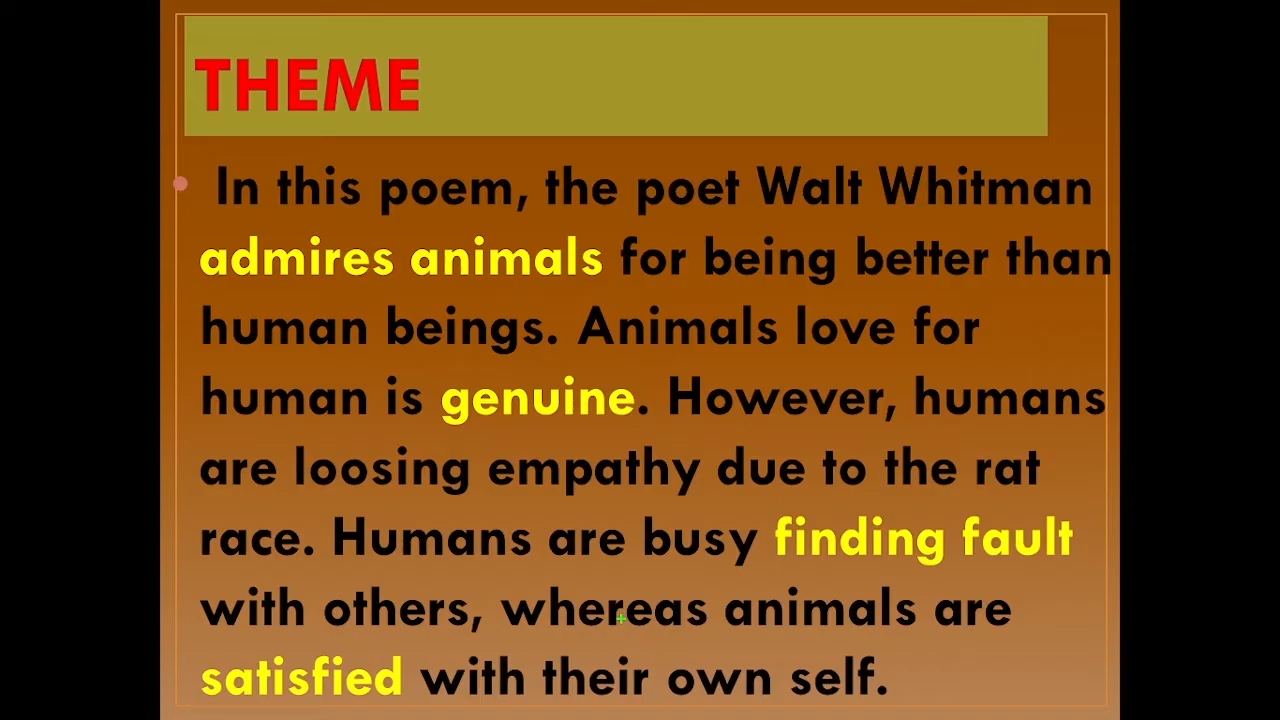 THEME
In this poem, the poet Walt Whitman
admires animals for being better than
human beings. Animals love for
human is genuine. However, humans
are loosing empathy due to the rat
race. Humans are busy finding fault
with others, whereas animals are
satisfied with their own self.